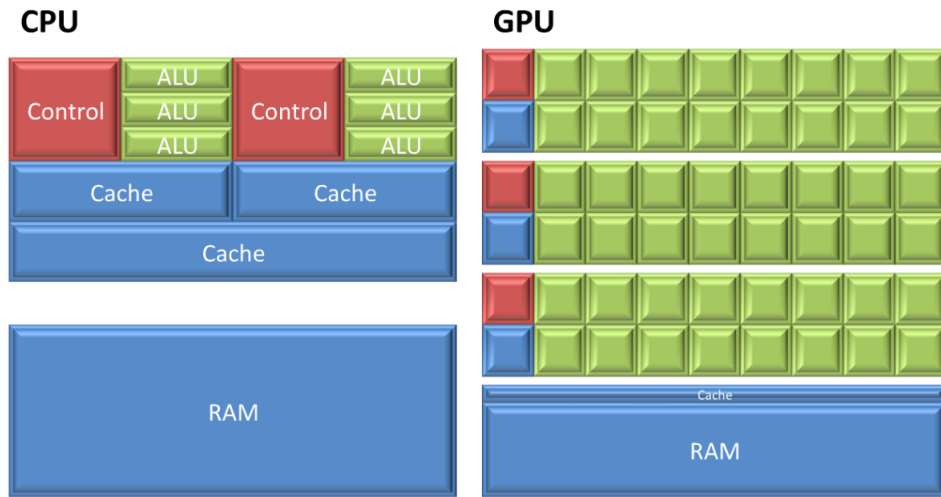 CPU
Control
ALU
ALU
ALU
Control
ALU
ALU
ALU
Cache
Cache
Cache
RAM
GPU
Cache
RAM